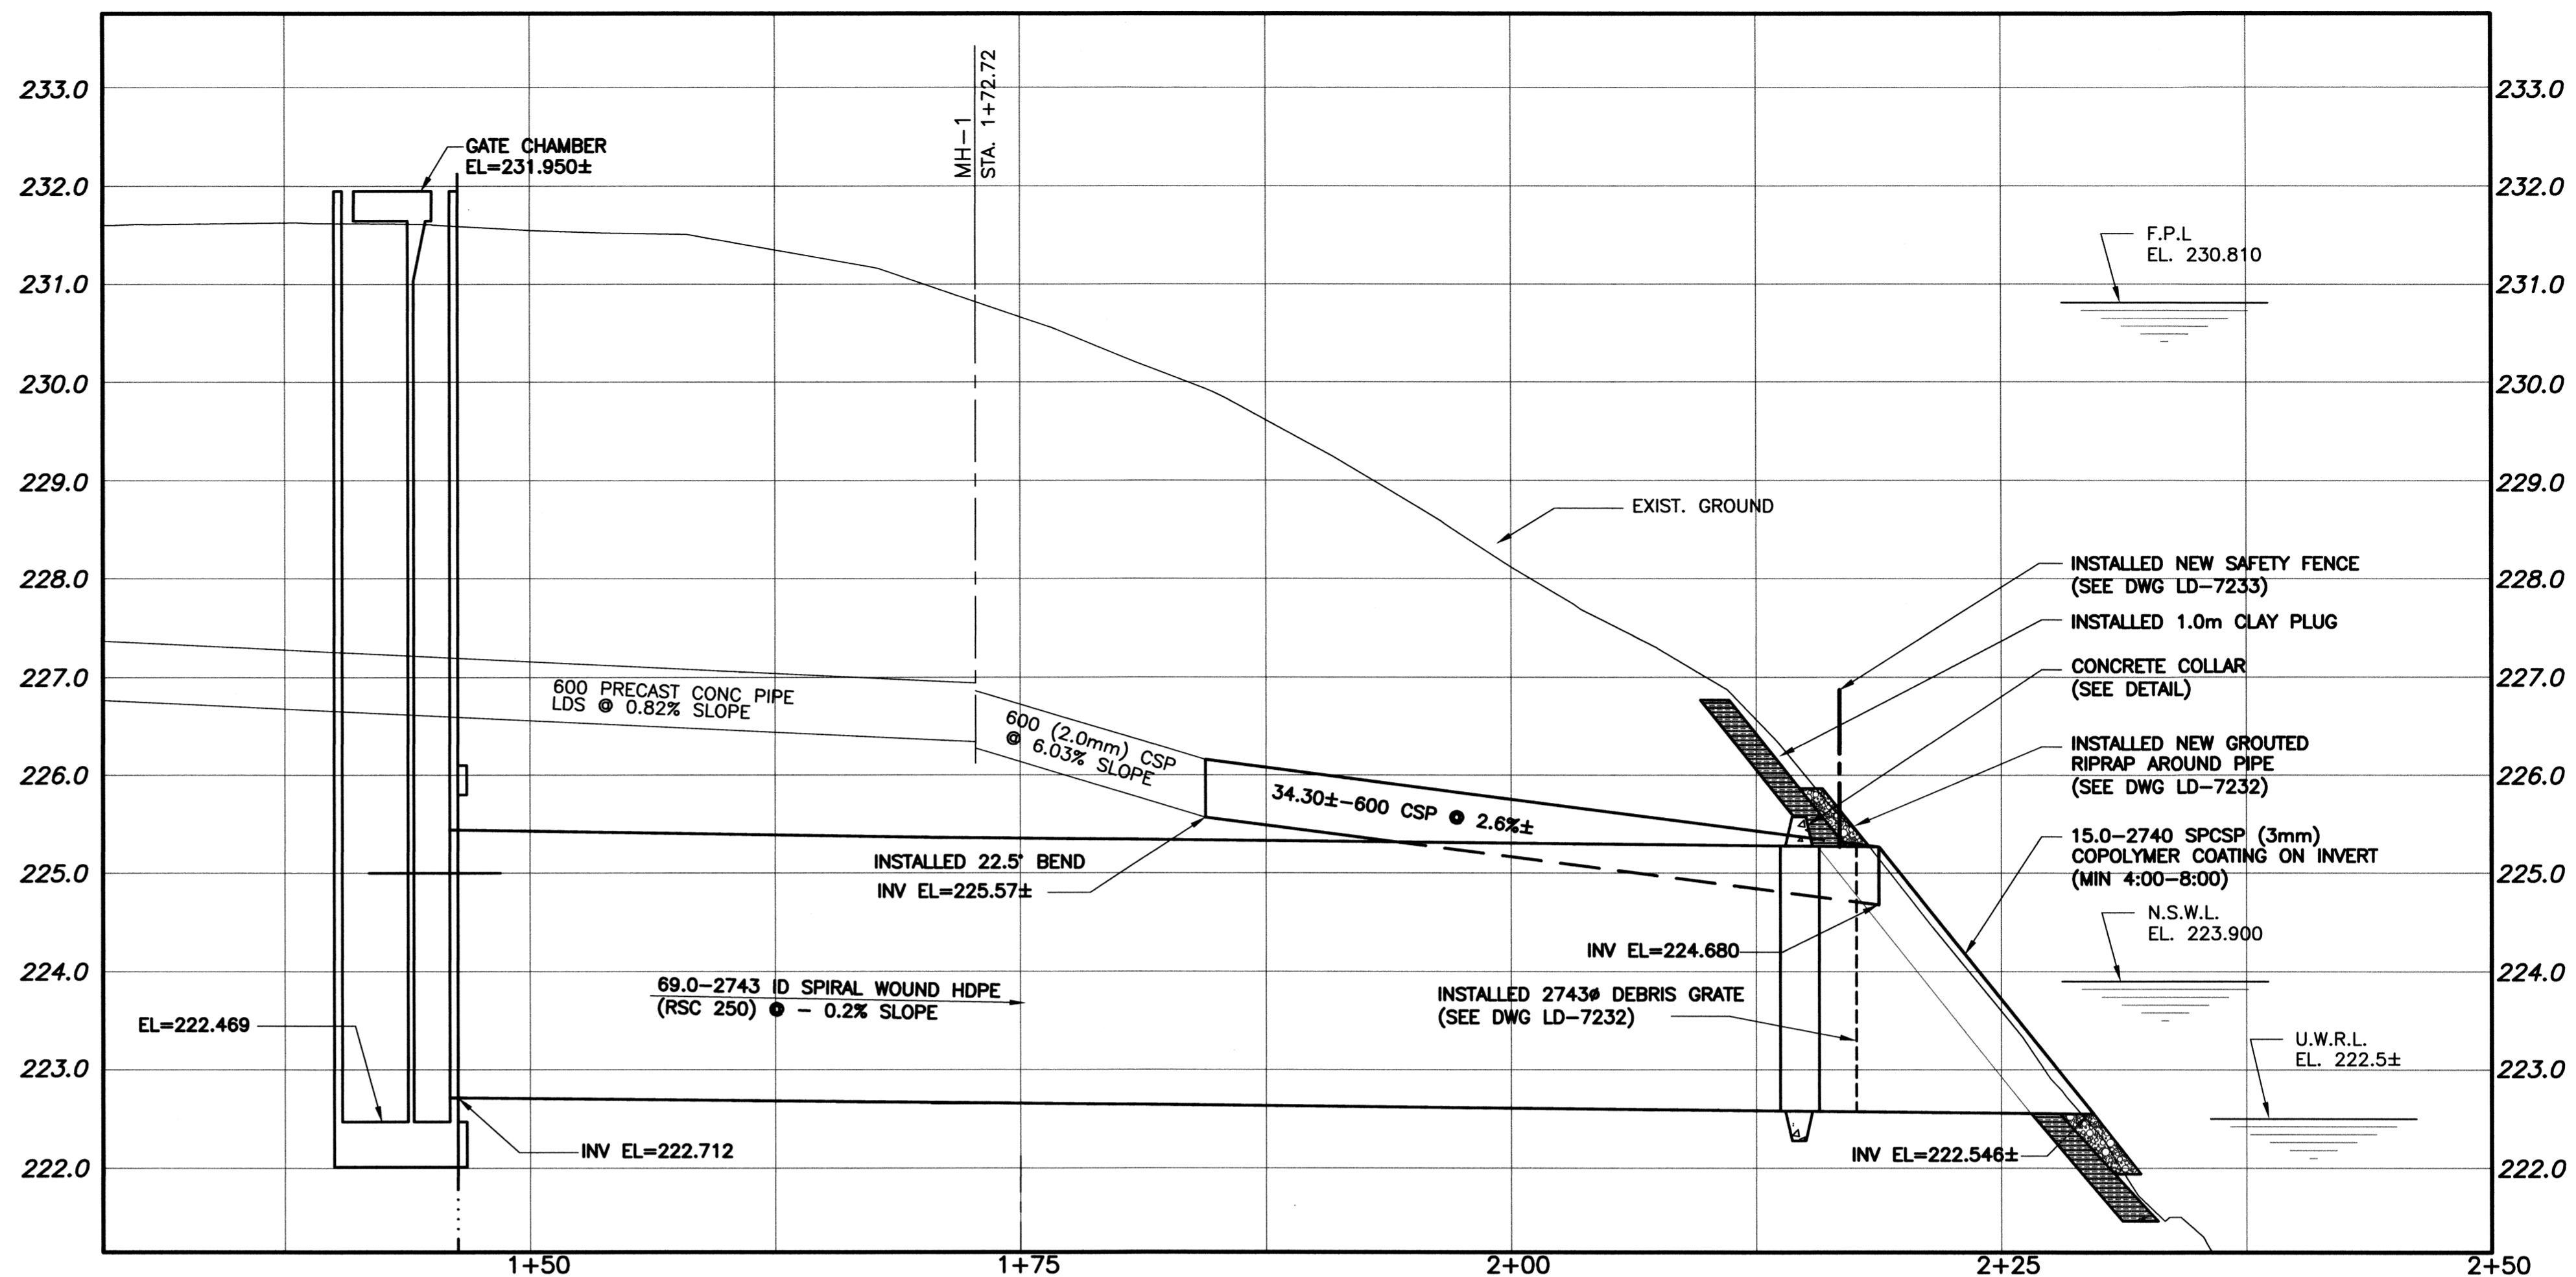 MH-1
STA. 1+72.72
233.0
233.0
GATE CHAMBER
EL=231.950±
232.0
232.0
F.P.L
EL. 230.810
231.0
231.0
230.0
230.0
229.0
229.0
EXIST. GROUND
INSTALLED NEW SAFETY FENCE
(SEE DWG LD-7233)
228.0
228.0
INSTALLED 1.0m CLAY PLUG
CONCRETE COLLAR
(SEE DETAIL)
227.0
227.0
600 PRECAST CONC PIPE
LDS @ 0.82% SLOPE
600 (2.0mm) CSP
@ 6.03% SLOPE
INSTALLED NEW GROUTED
RIPRAP AROUND PIPE
(SEE DWG LD-7232)
226.0
226.0
34.30±-600 CSP @ 2.6%±
15.0-2740 SPCSP (3mm)
COPOLYMER COATING ON INVERT
(MIN 4:00-8:00)
INSTALLED 22.5° BEND
INV EL=225.57±
225.0
225.0
N.S.W.L.
EL. 223.900
INV EL=224.680
224.0
224.0
69.0-2743 ID SPIRAL WOUND HDPE
(RSC 250) @ - 0.2% SLOPE
INSTALLED 2743ø DEBRIS GRATE
(SEE DWG LD-7232)
EL=222.469
U.W.R.L.
EL. 222.5±
223.0
223.0
INV EL=222.712
INV EL=222.546±
222.0
222.0
1+50
1+75
2+00
2+25
2+50